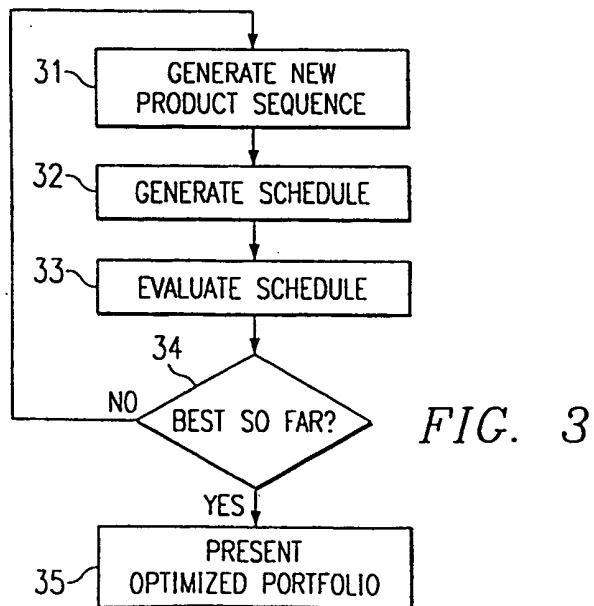 31
GENERATE NEW
PRODUCT SEQUENCE
32
GENERATE SCHEDULE
33
EVALUATE SCHEDULE
34
NO
BEST SO FAR?
FIG. 3
YES
PRESENT
35
OPTIMIZED PORTFOLIO